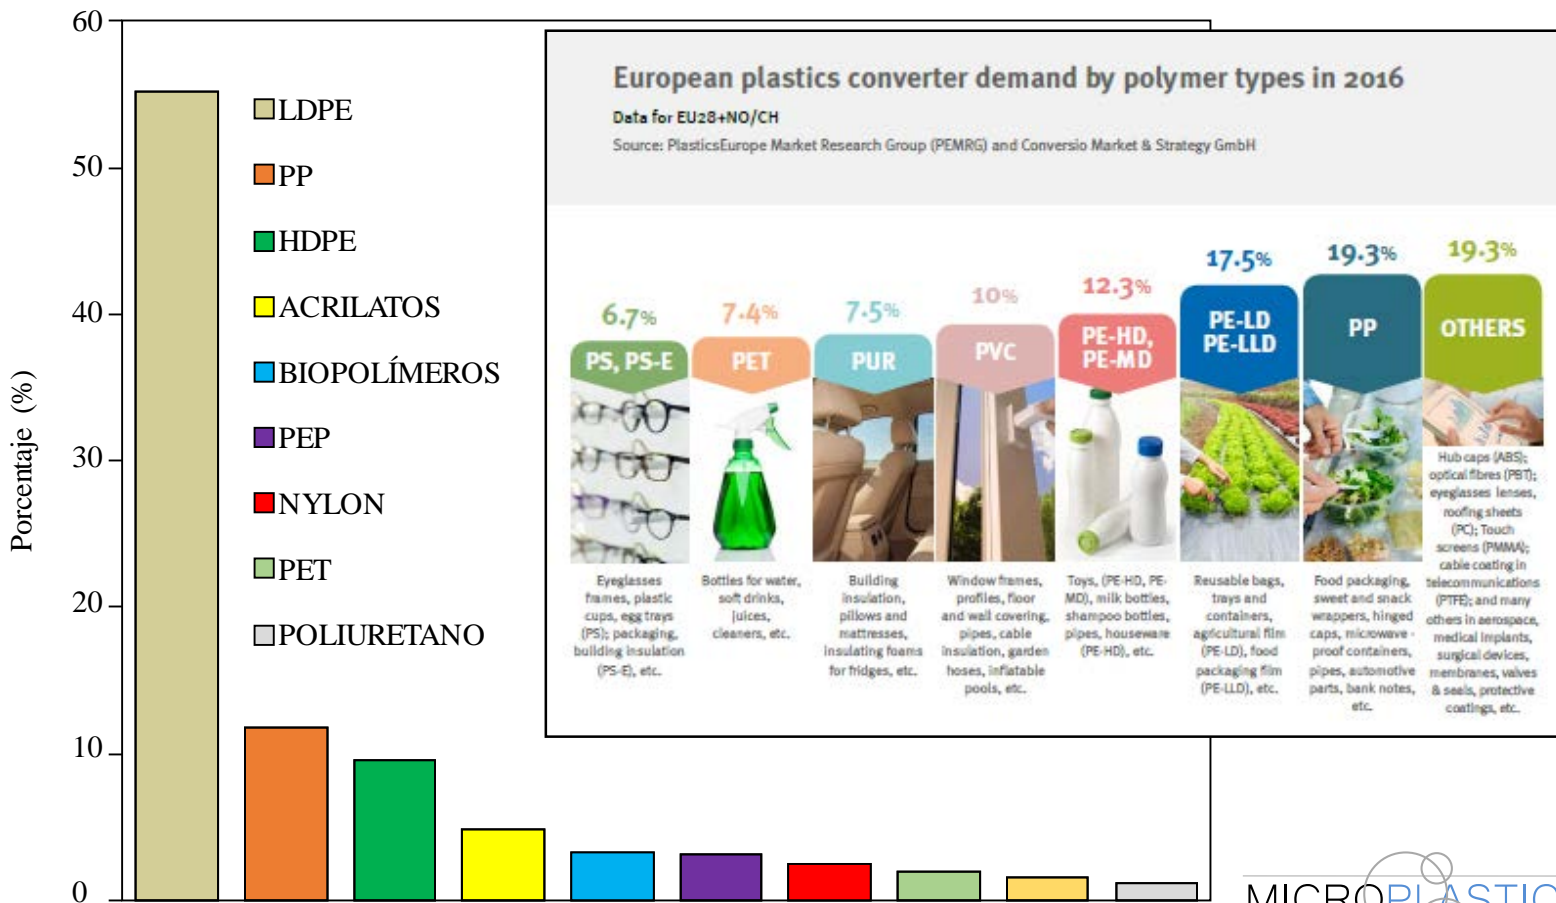 60
50
40
30
20
10
0
Porcentaje (%)
LDPE
PP
HDPE
ACRILATOS
BIOPOLÍMEROS
PEP
NYLON
PET
POLIURETANO
European plastics converter demand by polymer types in 2016
Data for EU28+NO/CH
Source: PlasticsEurope Market Research Group (PEMRG) and Conversio Market & Strategy GmbH
6.7%
PS, PS-E
Eyeglasses
frames, plastic
cups, egg trays
(PS); packaging,
building insulation
(PS-E), etc.
7.4%
PET
Bottles for water,
soft drinks,
juices,
cleaners, etc.
7.5%
PUR
Building
insulation,
pillows and
mattresses,
insulating foams
for fridges, etc.
10%
PVC
Window frames,
profiles, floor
and wall covering,
pipes, cable
insulation, garden
hoses, inflatable
pools, etc.
12.3%
PE-HD,
PE-MD
Toys, (PE-HD, PE-
MD), milk bottles,
shampoo bottles,
pipes, houseware
(PE-HD), etc.
17.5%
PE-LD
PE-LLD
Reusable bags,
trays and
containers,
agricultural film
(PE-LD), food
packaging film
(PE-LLD), etc.
19.3%
PP
Food packaging,
sweet and snack
wrappers, hinged
caps, microwave -
proof containers,
pipes, automotive
parts, bank notes,
etc.
19.3%
OTHERS
Hub caps (ABS);
optical fibres (PBT);
eyeglasses lenses,
roofing sheets
(PC); Touch
screens (PMMA);
cable coating in
telecommunications
(PTFE); and many
others in aerospace,
medical implants,
surgical devices,
membranes, valves
& seals, protective
coatings, etc.
MICROPLASTIC